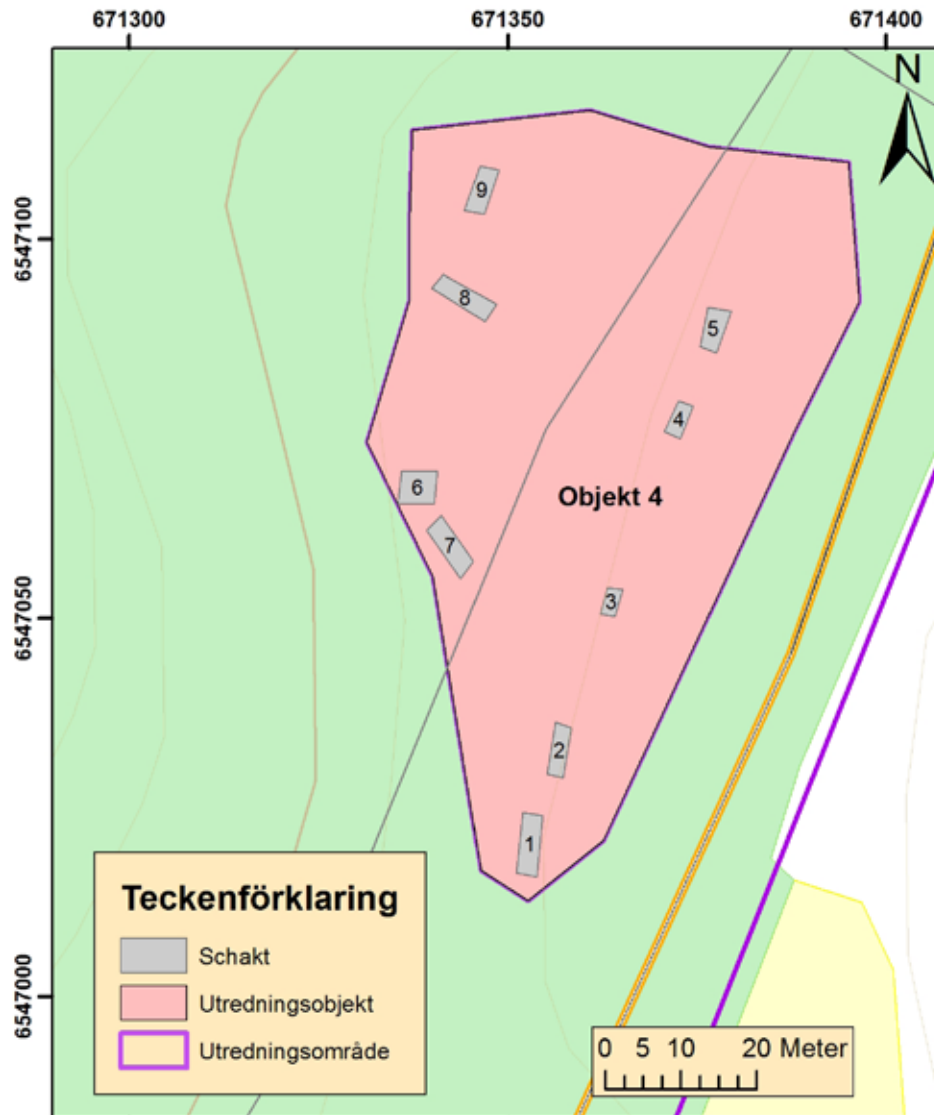 671300 671350 671400
N
6547100
6547050
6547000
9
8
5
4
6
Objekt 4
7
3
2
1
Teckenförklaring
Schakt
Utredningsobjekt
Utredningsområde
0 5 10 20 Meter